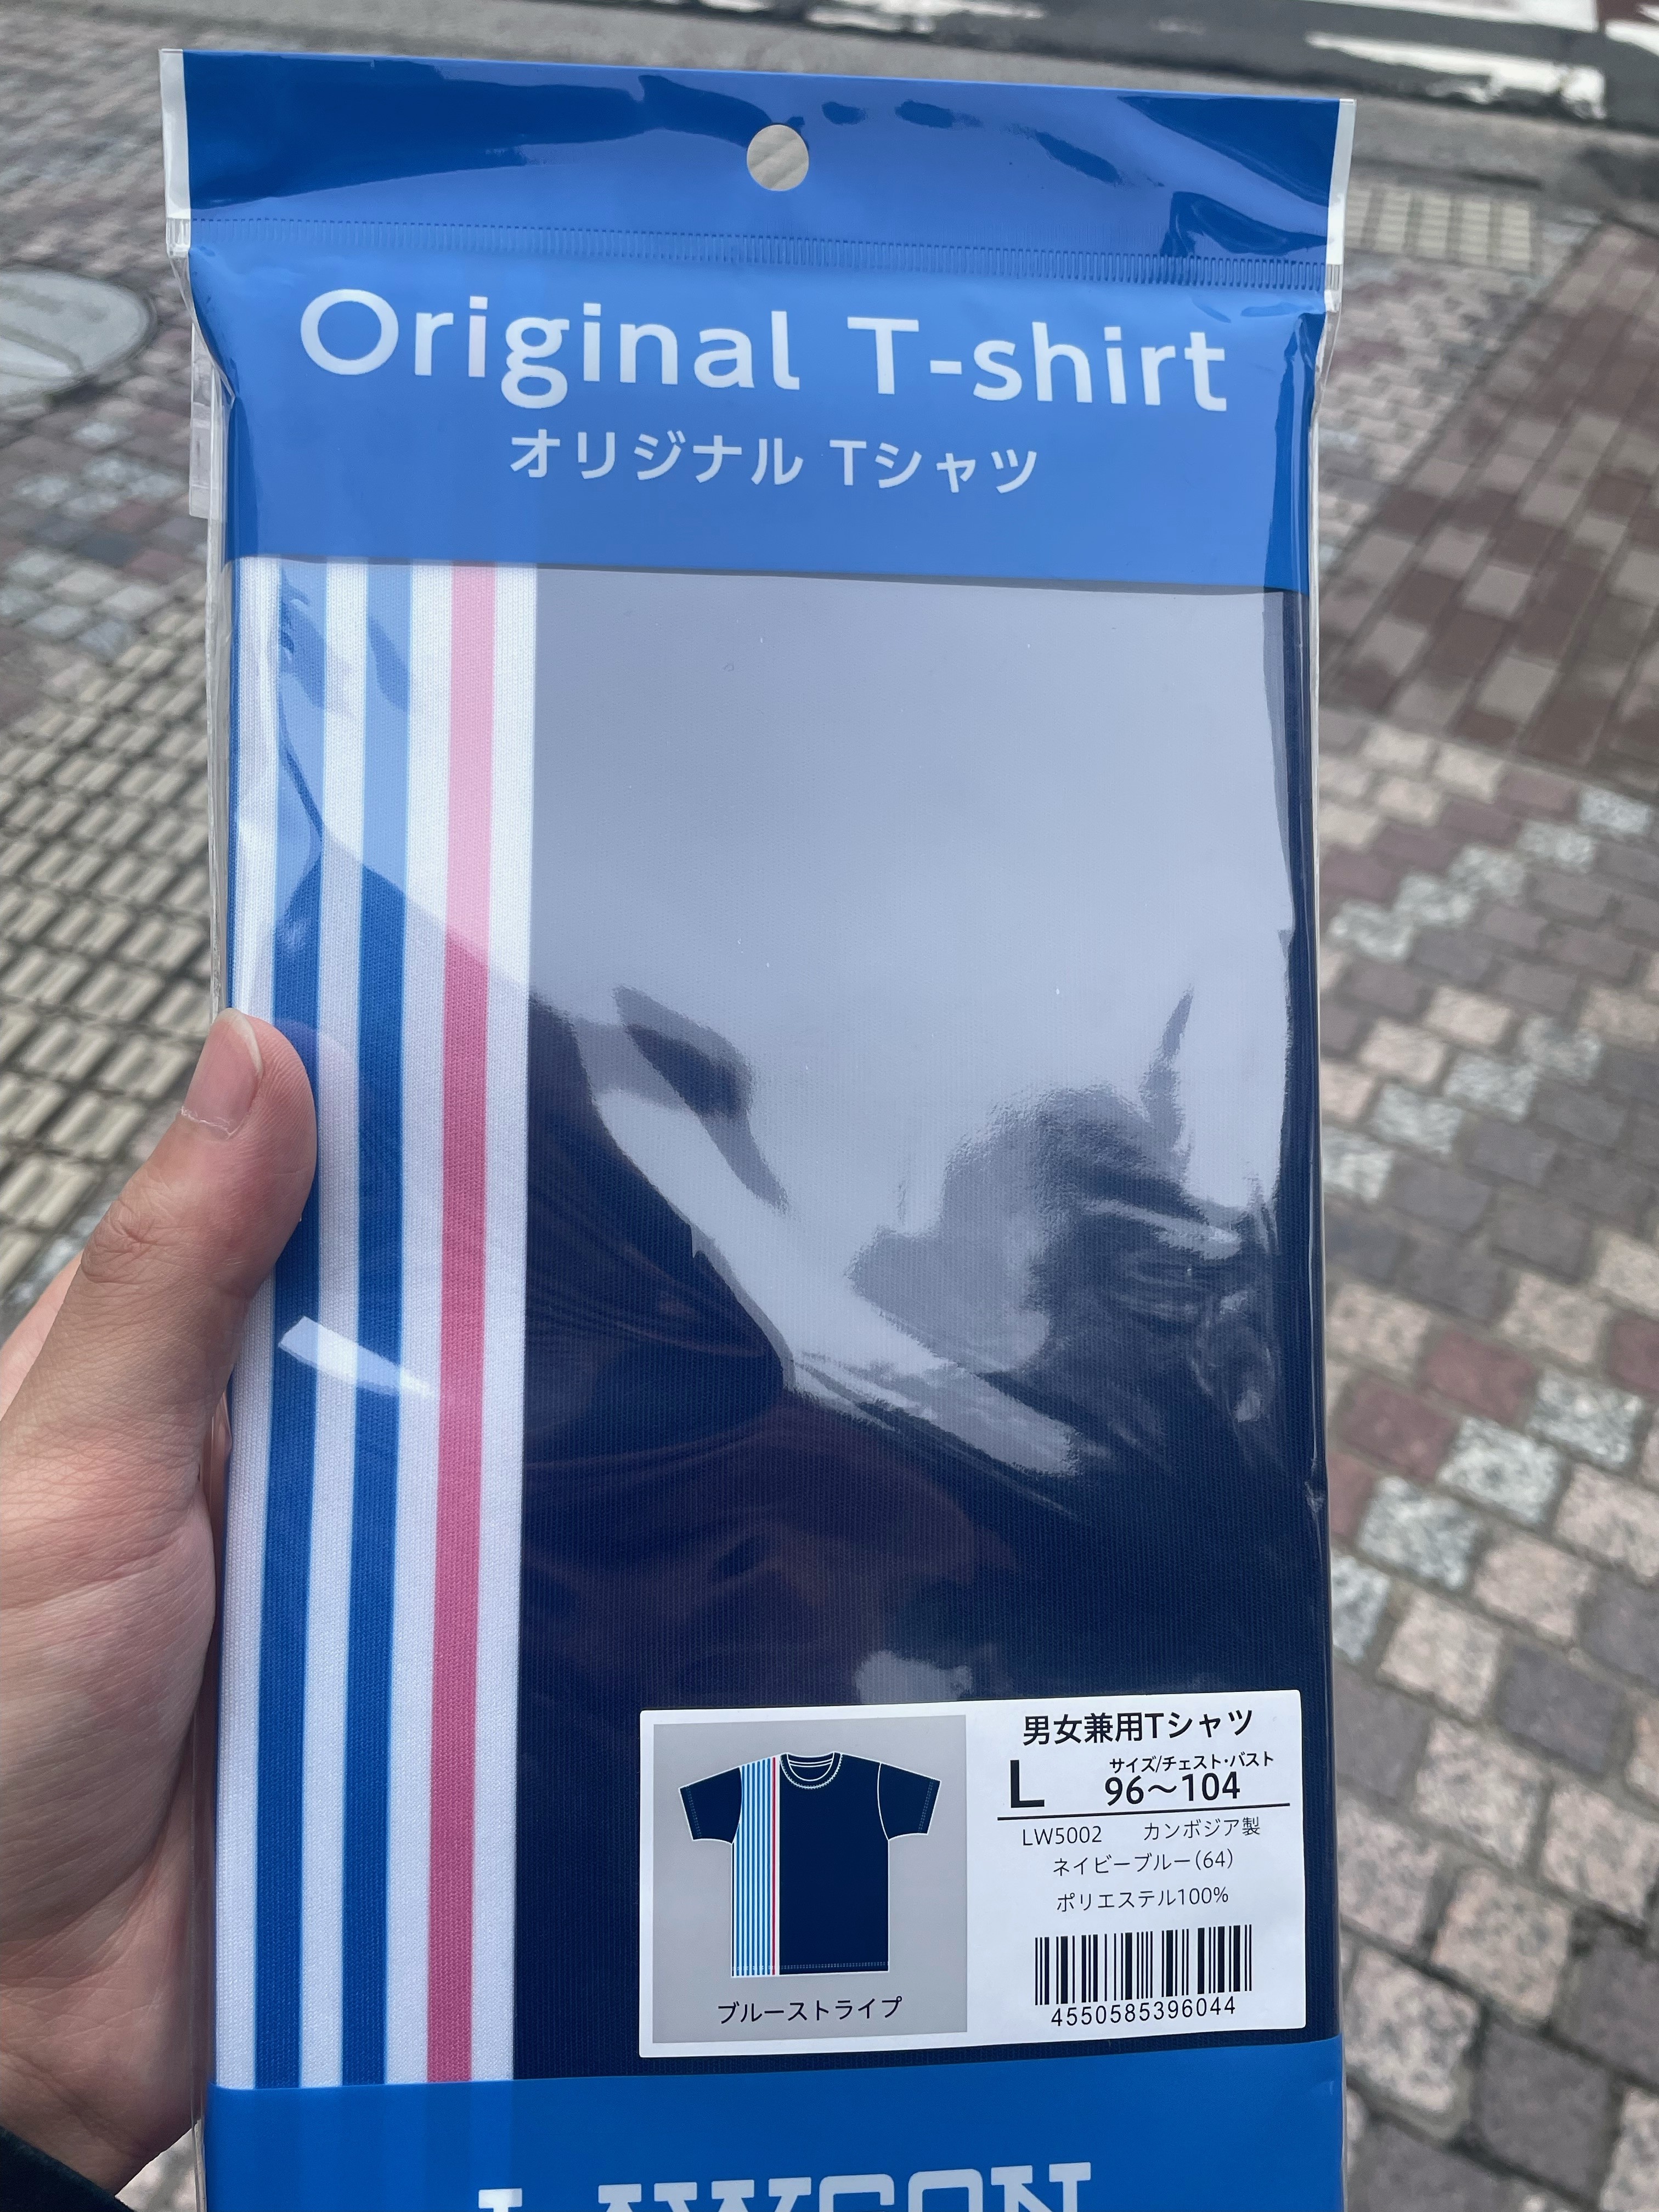 Original T-shirt
オリジナル Tシャツ
男女兼用Tシャツ
L
サイズ/チェスト・バスト
96～104
LW5002 カンボジア製
ネイビーブルー(64)
ポリエステル100%
4550585396044
ブルーストライプ
LAWSON